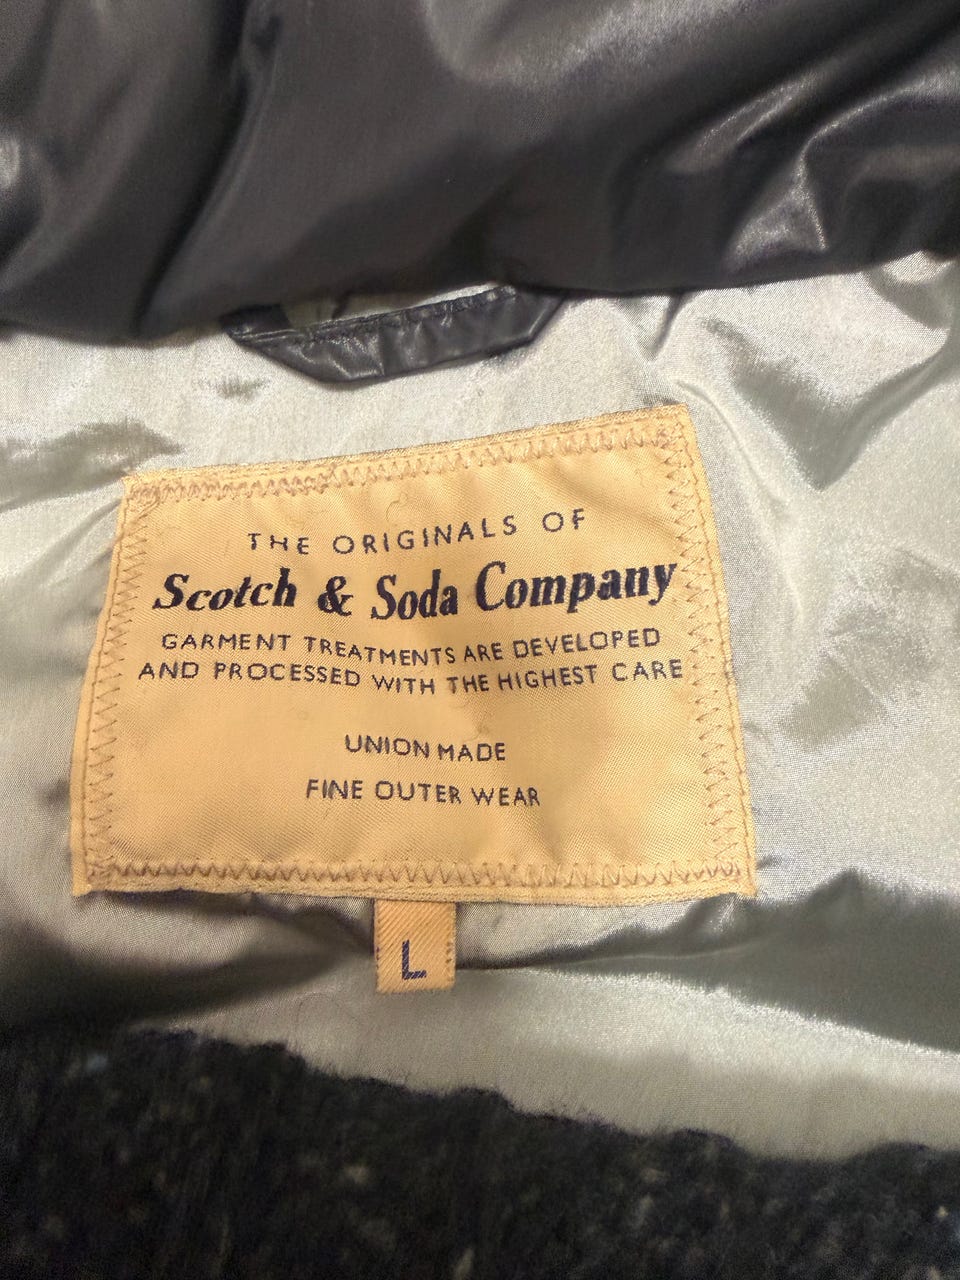 THE ORIGINALS OF
Scotch & Soda Company
GARMENT TREATMENTS ARE DEVELOPED
AND PROCESSED WITH THE HIGHEST CARE
UNION MADE
FINE OUTER WEAR
L